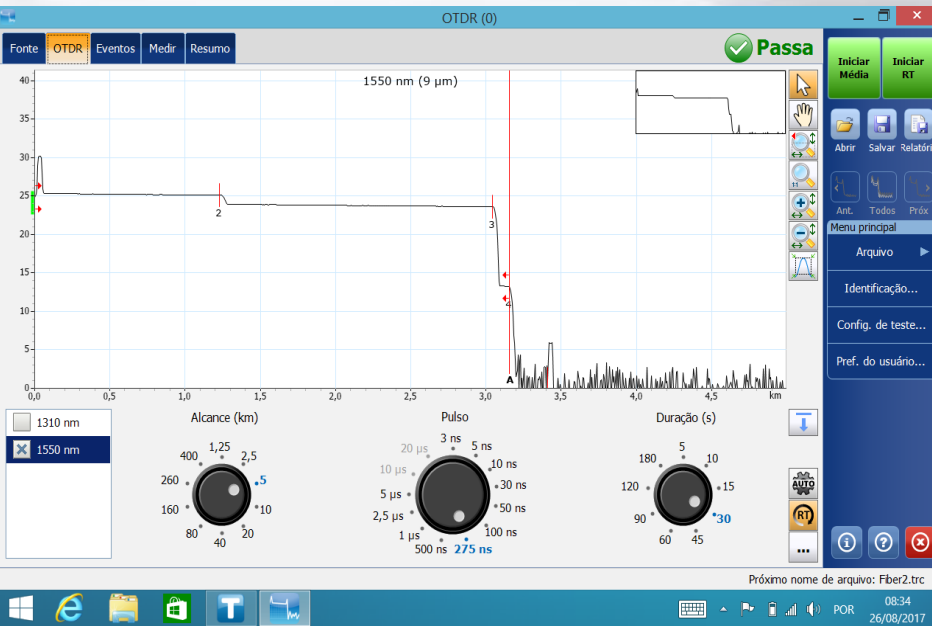 OTDR (0)
Fonte OTDR Eventos Medir Resumo
Passa
Iniciar Média
Iniciar RT
1550 nm (9 µm)
40
35
30
25
20
15
10
5
0
2
3
4
A
0,0 0,5 1,0 1,5 2,0 2,5 3,0 3,5 4,0 4,5 km
Abrir Salvar Relatóri
Ant. Todos Próx
Menu principal
Arquivo
Identificação...
Config. de teste...
Pref. do usuário...
1310 nm
1550 nm
Alcance (km)
1,25
2,5
5
10
20
40
80
160
260
400
Pulso
3 ns
5 ns
10 ns
30 ns
50 ns
100 ns
275 ns
500 ns
1 µs
2,5 µs
5 µs
10 µs
20 µs
Duração (s)
5
10
15
30
45
60
90
120
180
AUTO
RT
...
Próximo nome de arquivo: Fiber2.trc
POR
08:34
26/08/2017